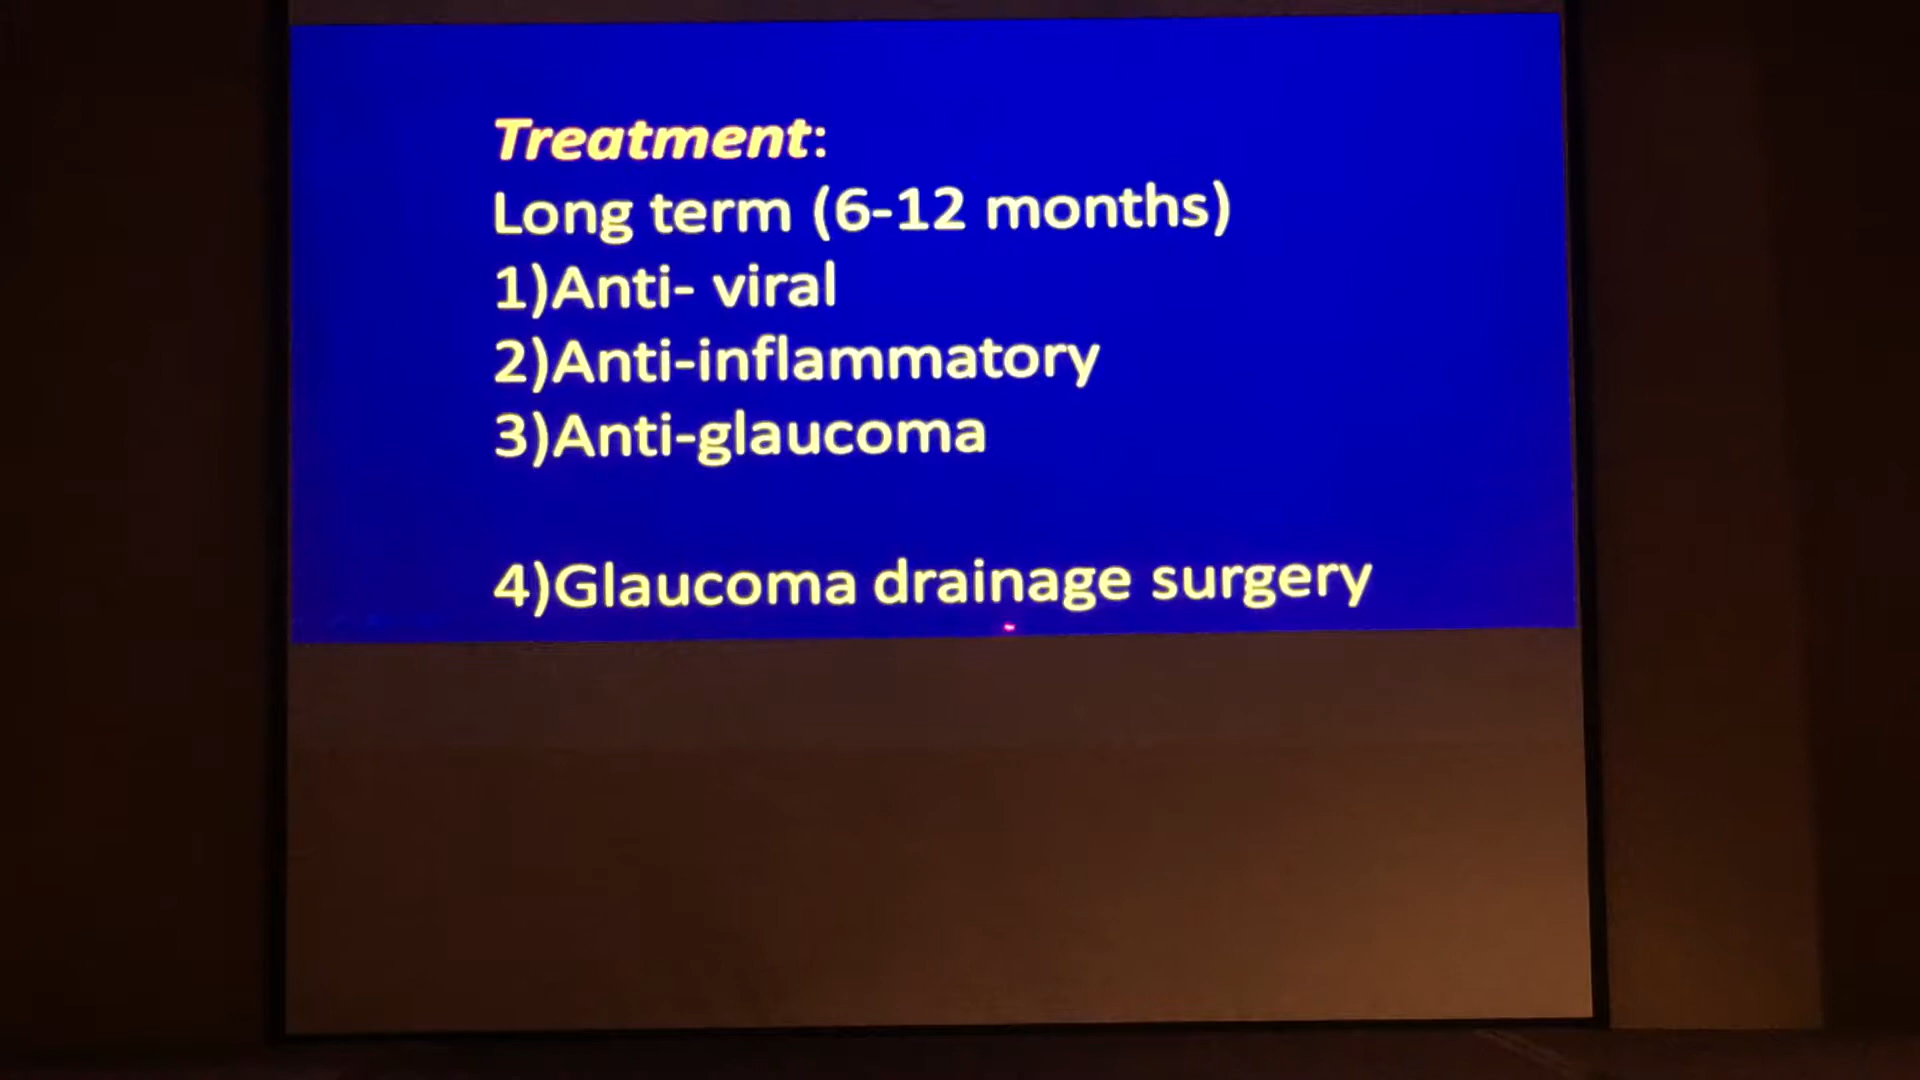 Treatment:
Long term (6-12 months)
1)Anti- viral
2)Anti-inflammatory
3)Anti-glaucoma
4)Glaucoma drainage surgery